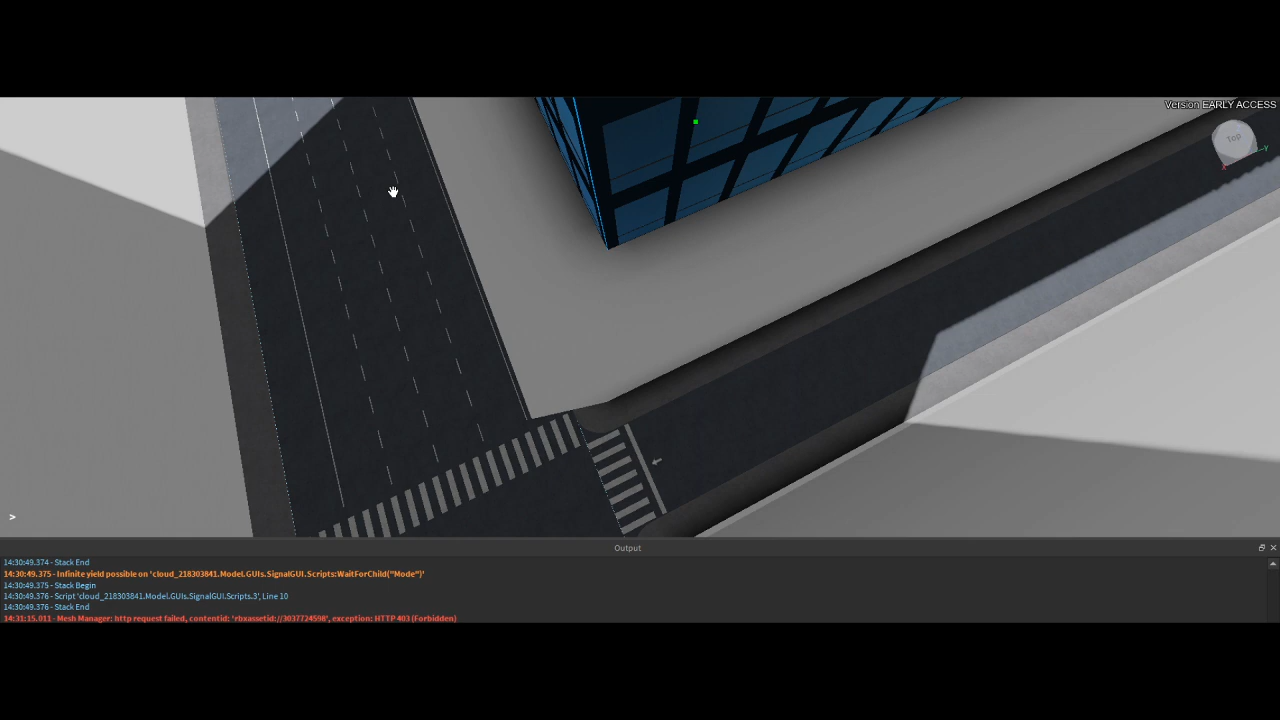 Version EARLY ACCESS
Top
Y
X
>
Output
14:30:49.374 - Stack End
14:30:49.375 - Infinite yield possible on 'cloud_218303841.Model.GUIs.SignalGUI.Scripts:WaitForChild("Mode")'
14:30:49.375 - Stack Begin
14:30:49.376 - Script 'cloud_218303841.Model.GUIs.SignalGUI.Scripts.3', Line 10
14:30:49.376 - Stack End
14:31:15.011 - Mesh Manager: http request failed, contentid: 'rbxassetid://3037724598', exception: HTTP 403 (Forbidden)